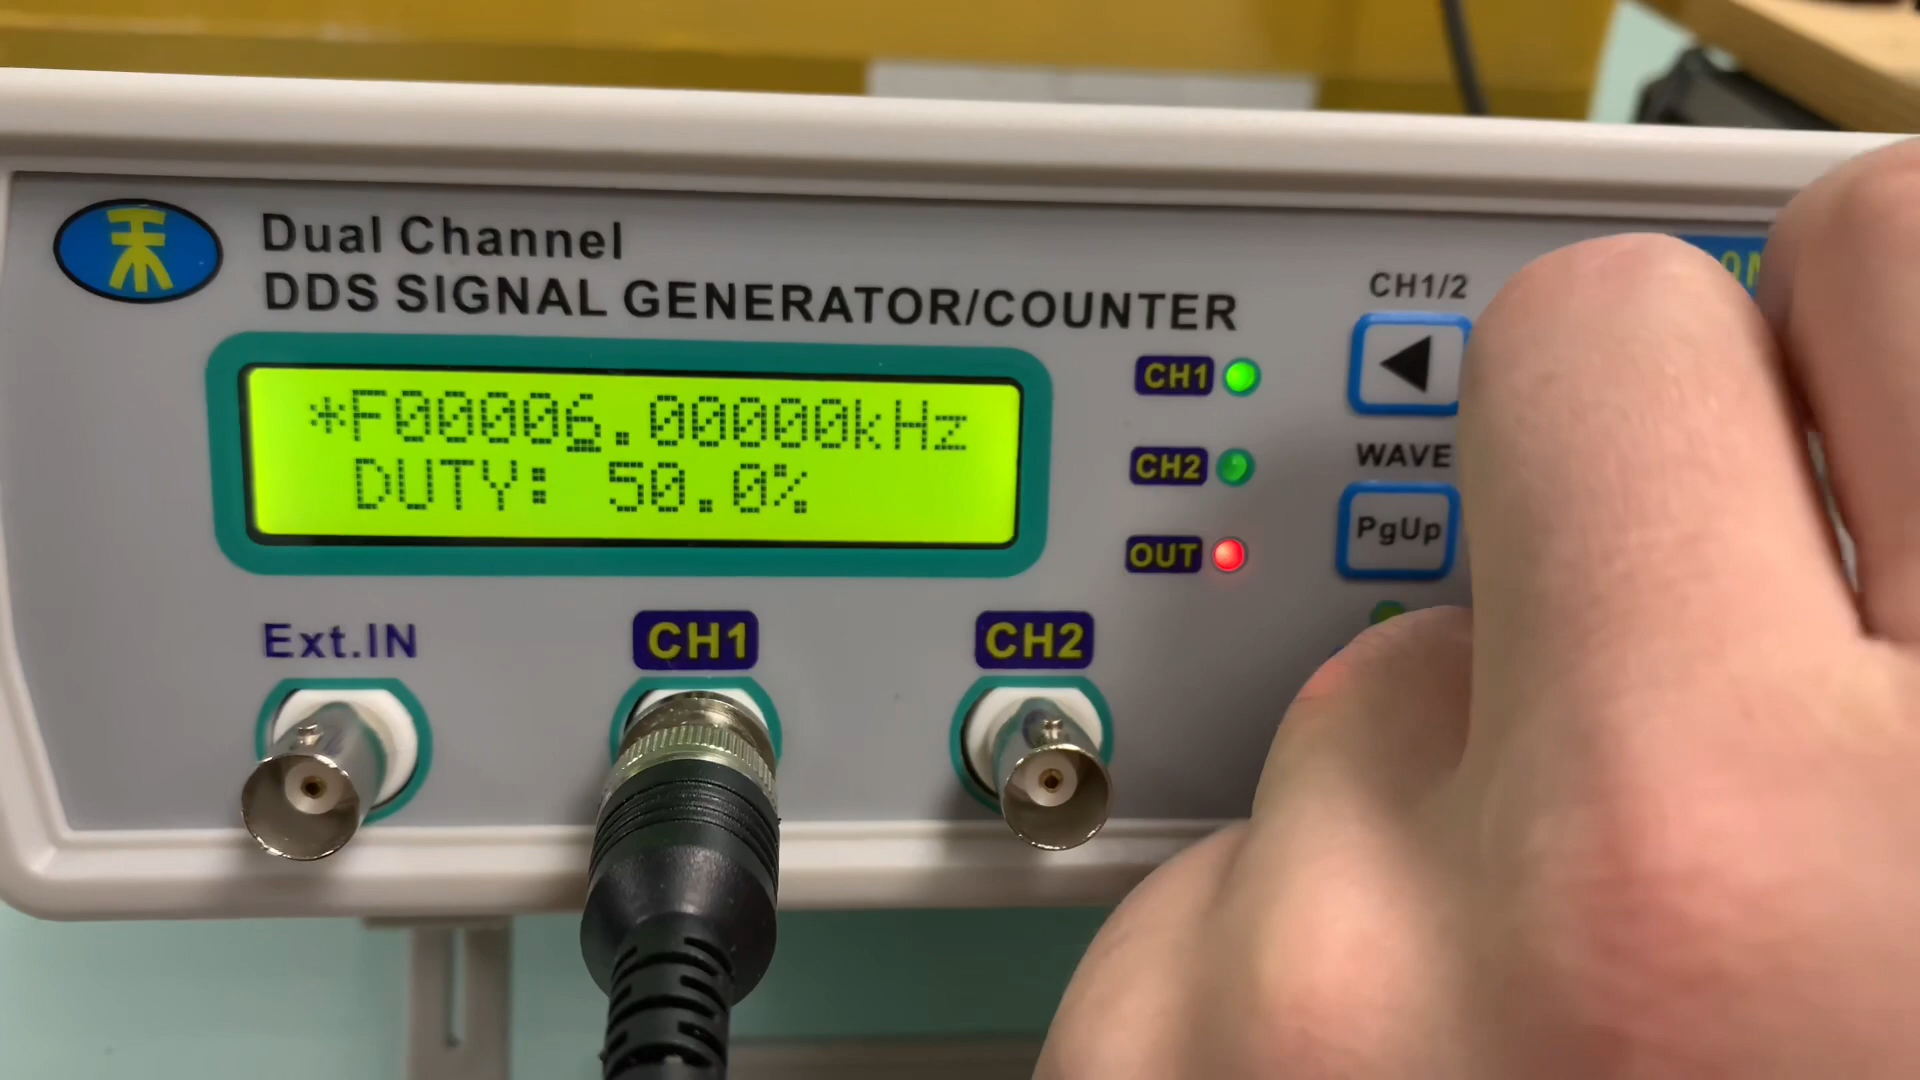 Dual Channel
DDS SIGNAL GENERATOR/COUNTER
*F00006.00000kHz
DUTY: 50.0%
CH1
CH2
OUT
CH1/2
WAVE
PgUp
Ext.IN
CH1
CH2